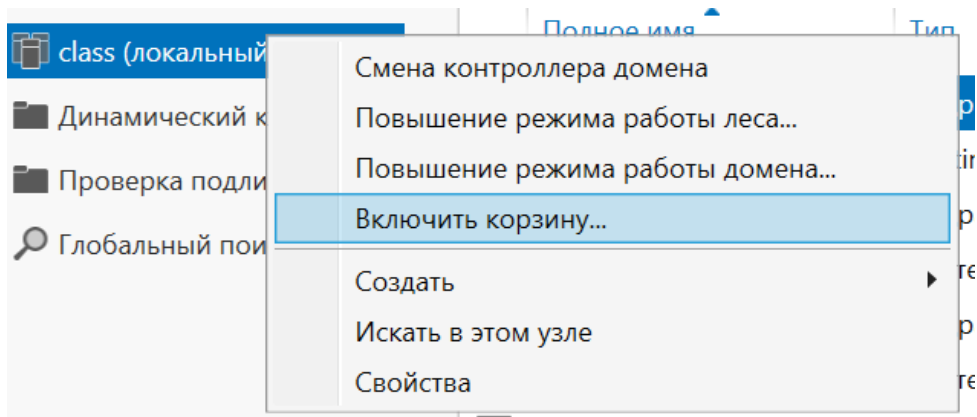 Полное имя
Тип
class (локальный
Динамический к
Проверка подли
Глобальный пои
Смена контроллера домена
Повышение режима работы леса...
Повышение режима работы домена...
Включить корзину...
Создать
Искать в этом узле
Свойства